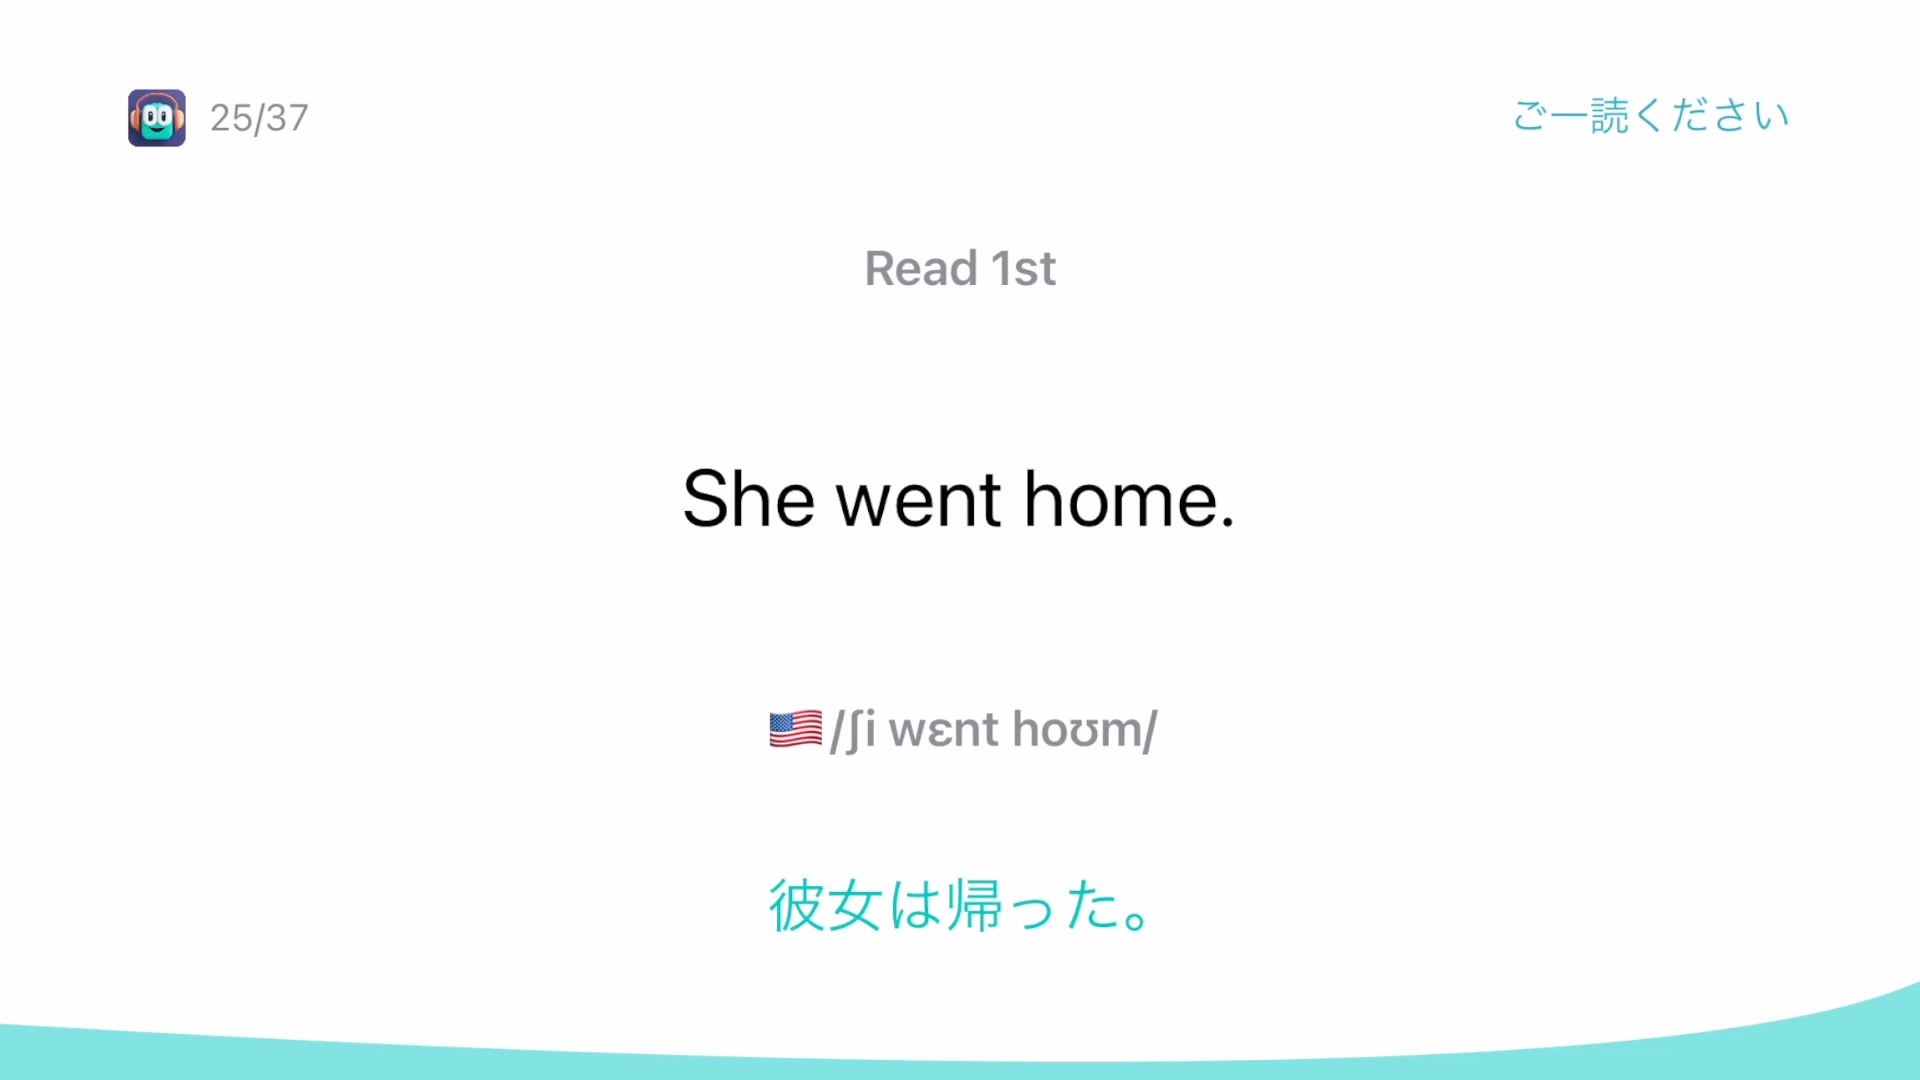 25/37
ご一読ください
Read 1st
She went home.
/ʃi wɛnt hoʊm/
彼女は帰った。